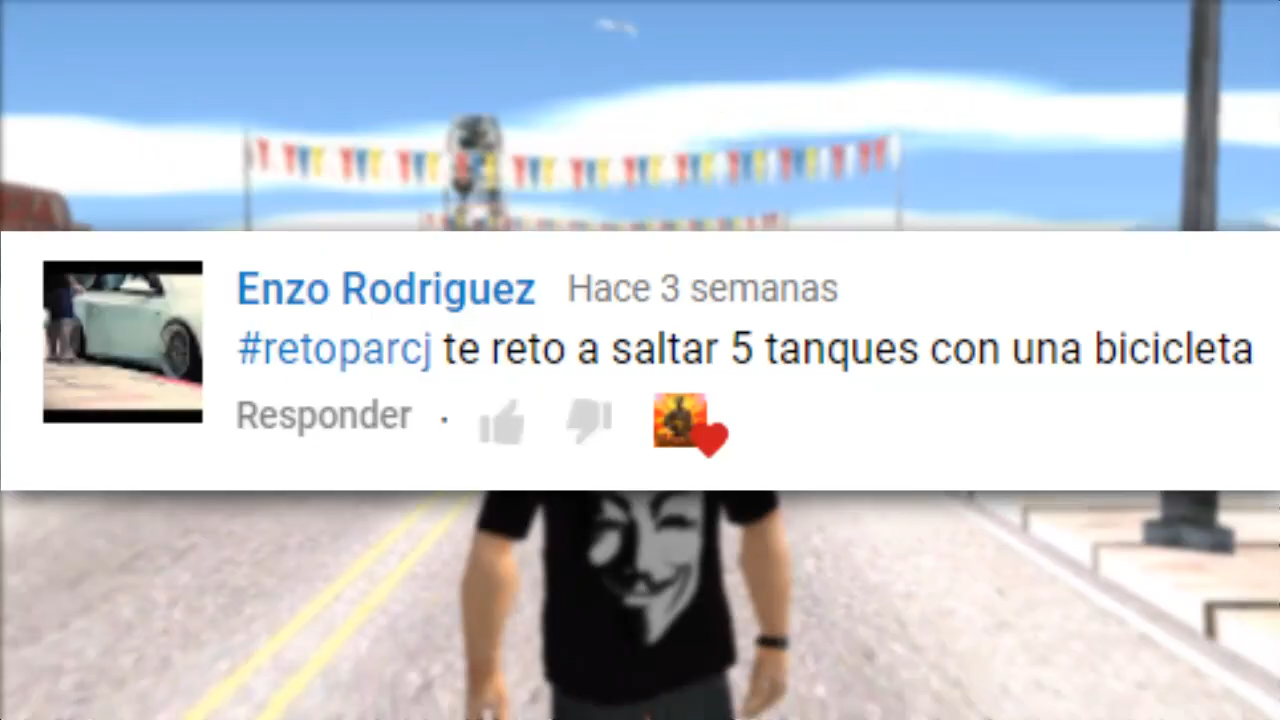 Enzo Rodriguez Hace 3 semanas
#retoparcj te reto a saltar 5 tanques con una bicicleta
Responder ·